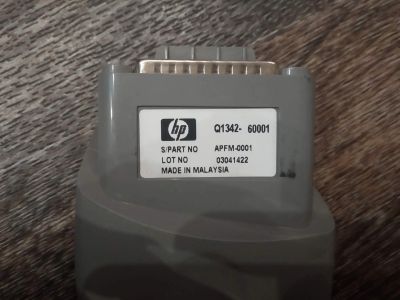 hp Q1342- 60001
S/PART NO APFM-0001
LOT NO 03041422
MADE IN MALAYSIA